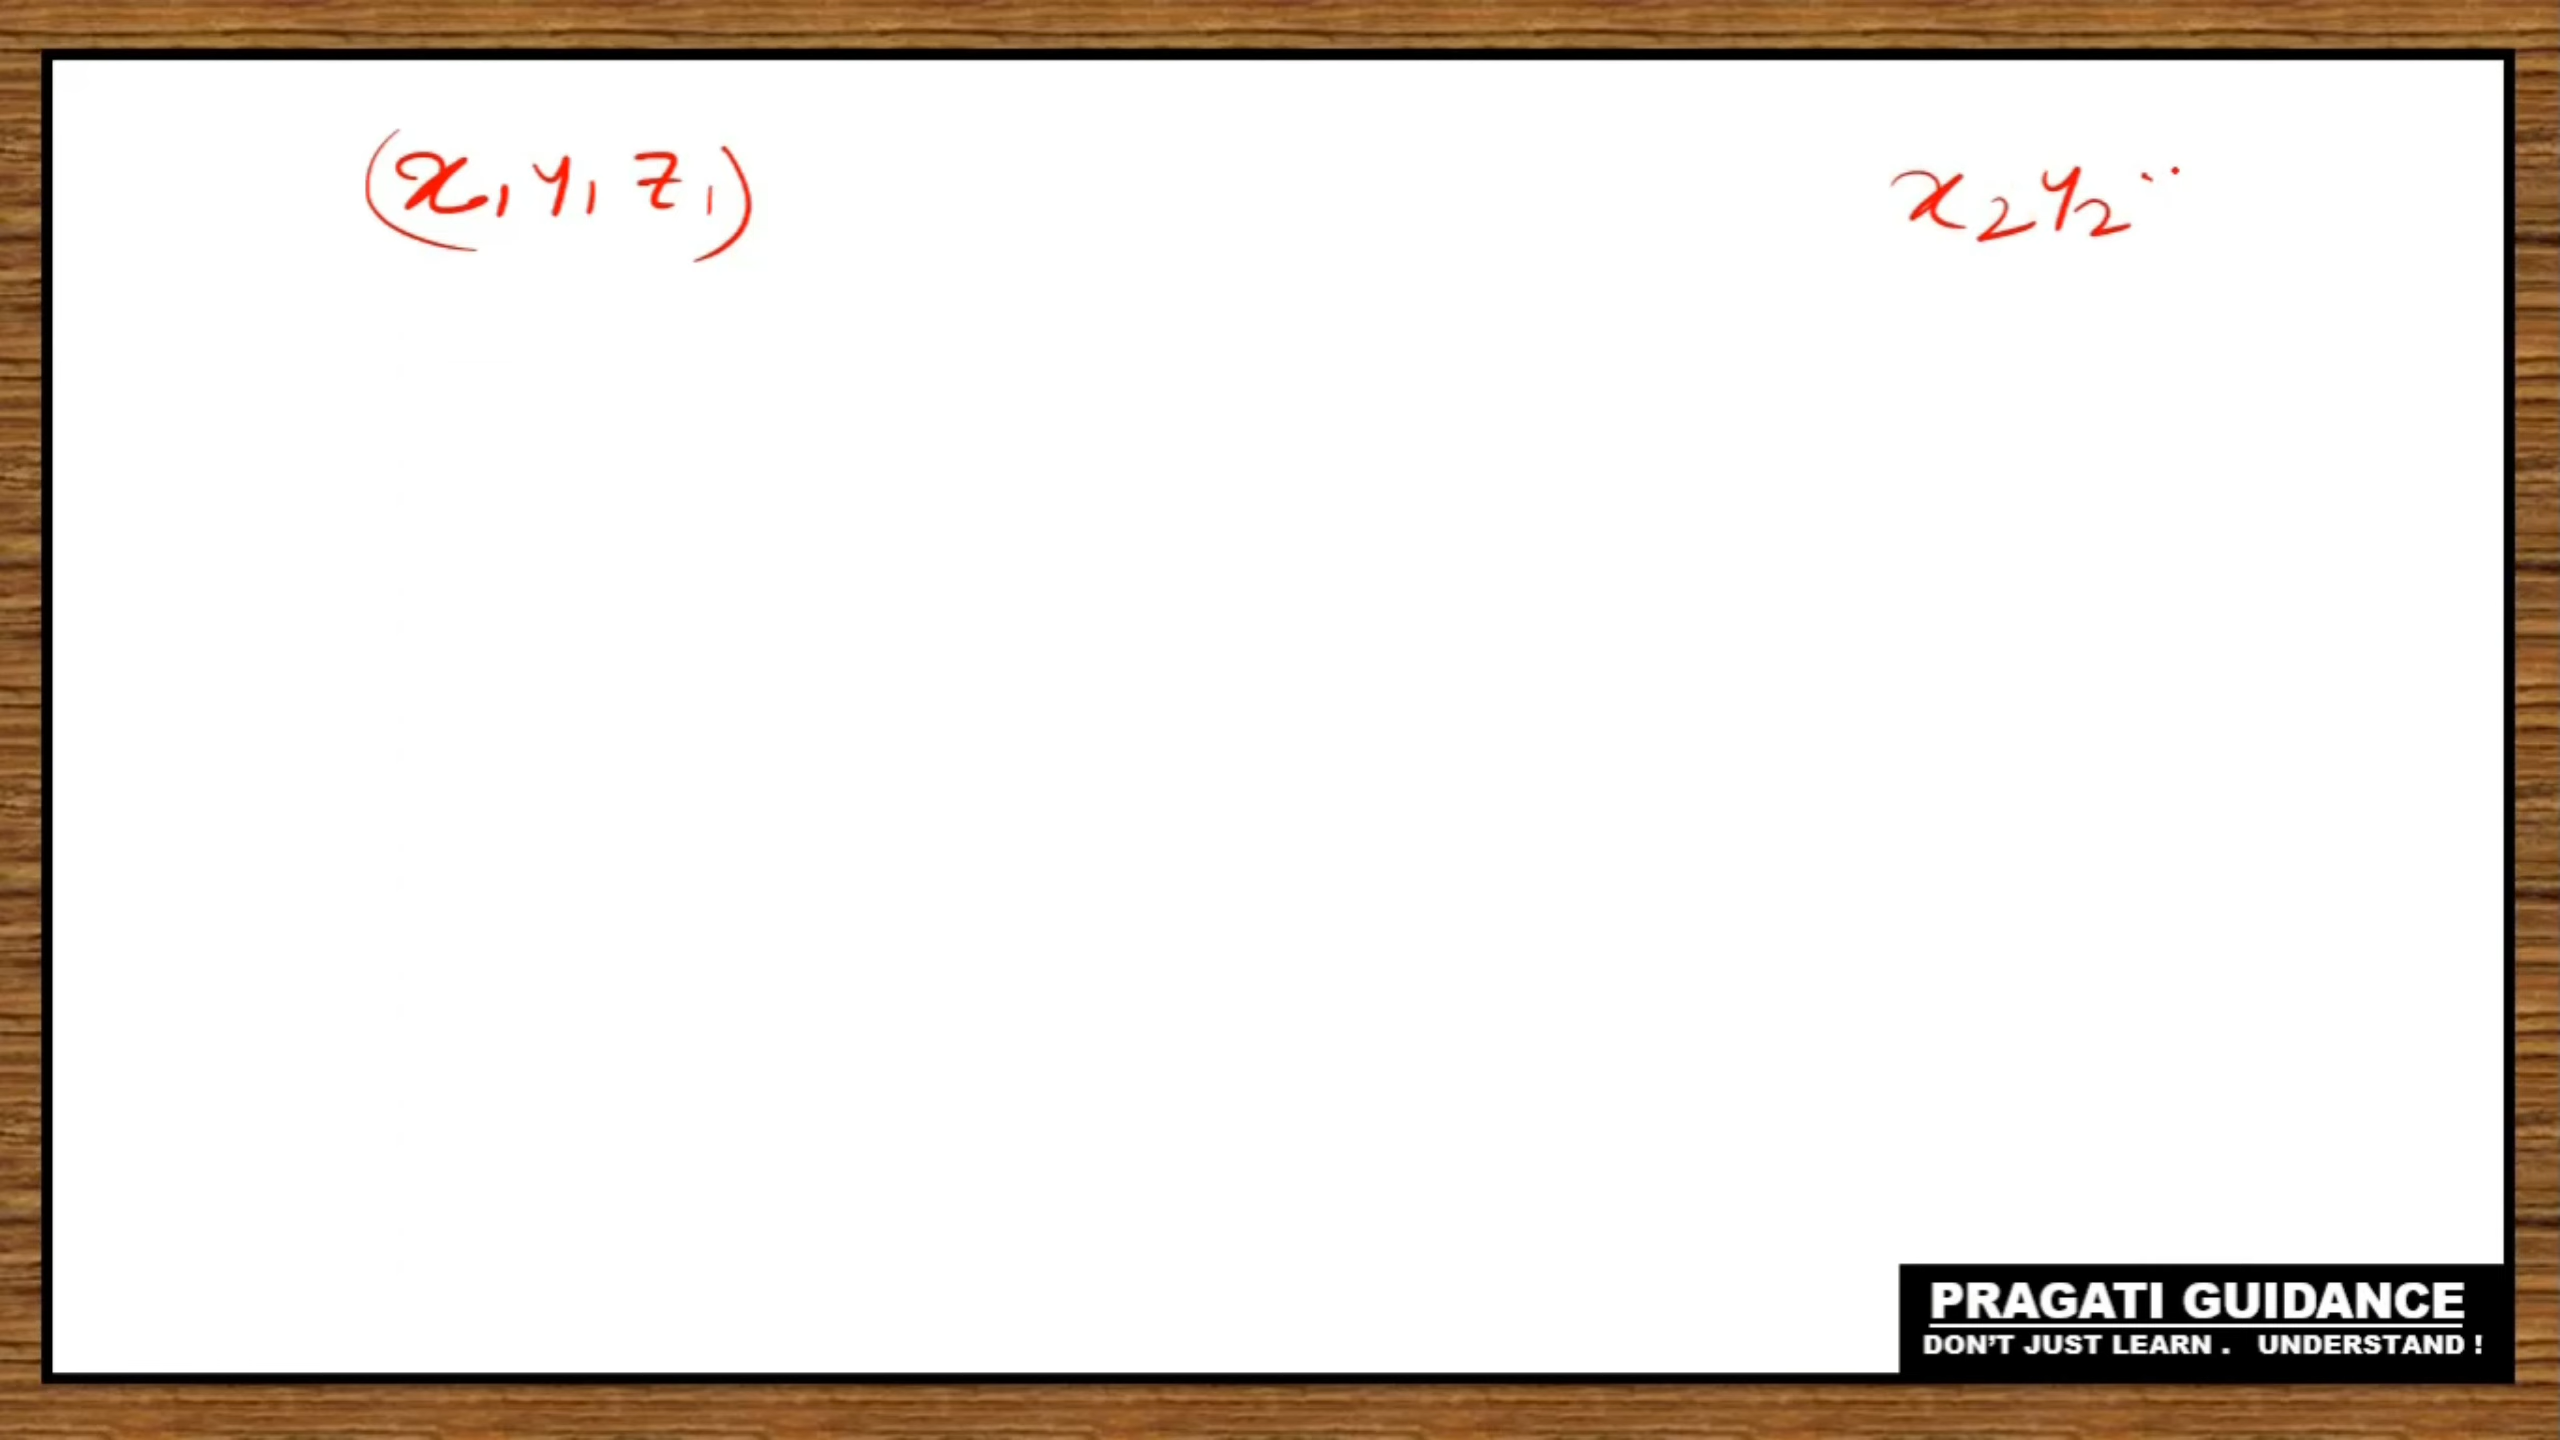 (x₁ y₁ z₁) x₂ y₂
PRAGATI GUIDANCE
DON'T JUST LEARN . UNDERSTAND !